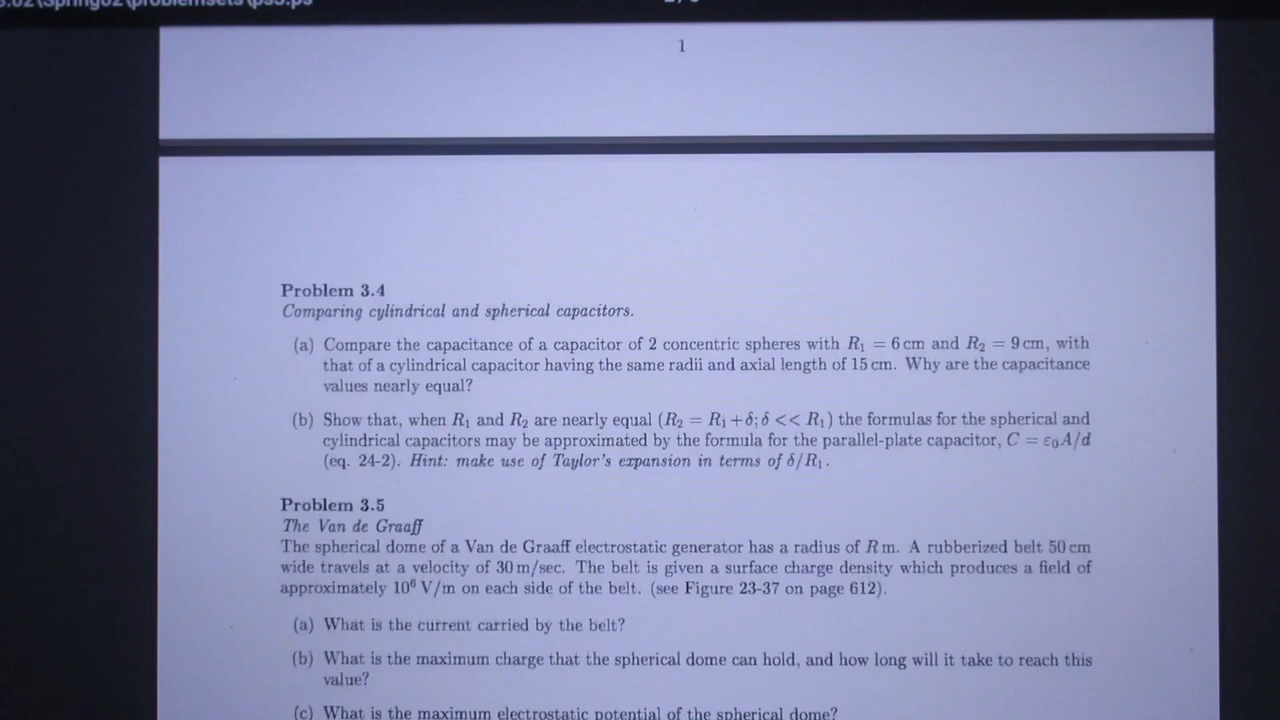 1
Problem 3.4
Comparing cylindrical and spherical capacitors.
(a) Compare the capacitance of a capacitor of 2 concentric spheres with R₁ = 6 cm and R₂ = 9 cm, with
that of a cylindrical capacitor having the same radii and axial length of 15 cm. Why are the capacitance
values nearly equal?
(b) Show that, when R₁ and R₂ are nearly equal (R₂ = R₁ + δ; δ << R₁) the formulas for the spherical and
cylindrical capacitors may be approximated by the formula for the parallel-plate capacitor, C = ε₀A/d
(eq. 24-2). Hint: make use of Taylor's expansion in terms of δ/R₁.
Problem 3.5
The Van de Graaff
The spherical dome of a Van de Graaff electrostatic generator has a radius of R m. A rubberized belt 50 cm
wide travels at a velocity of 30 m/sec. The belt is given a surface charge density which produces a field of
approximately 10⁶ V/m on each side of the belt. (see Figure 23-37 on page 612).
(a) What is the current carried by the belt?
(b) What is the maximum charge that the spherical dome can hold, and how long will it take to reach this
value?
(c) What is the maximum electrostatic potential of the spherical dome?